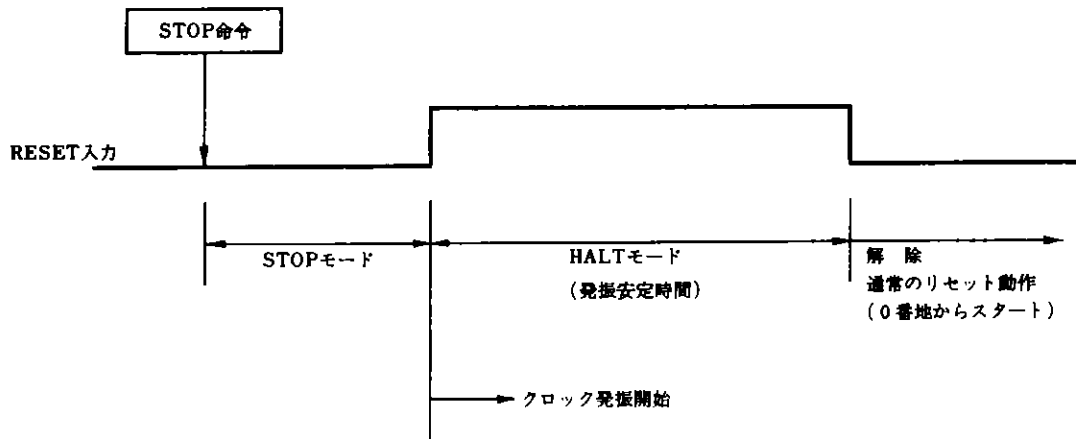 STOP命令
RESET入力
STOPモード
HALTモード
(発振安定時間)
解 除
通常のリセット動作
(0番地からスタート)
クロック発振開始